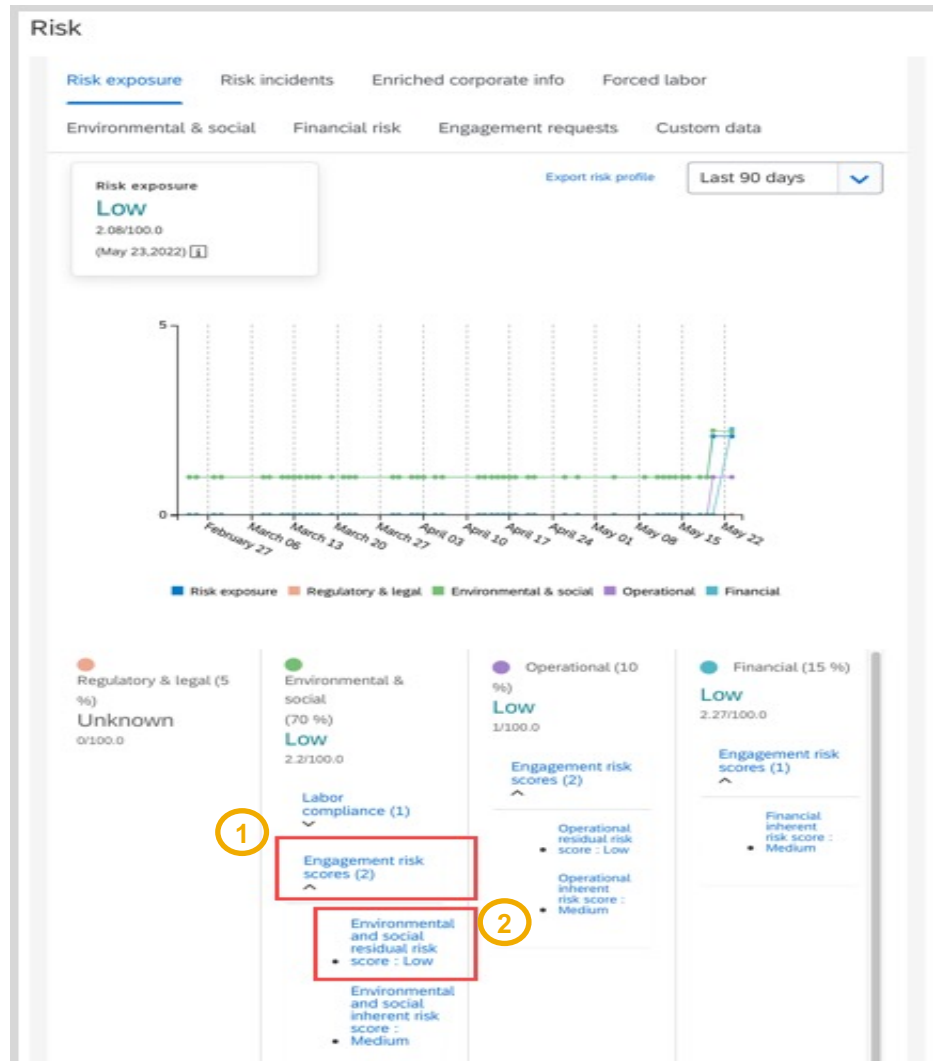 Risk
Risk exposure Risk incidents Enriched corporate info Forced labor
Environmental & social Financial risk Engagement requests Custom data
Risk exposure
Low
2.08/100.0
(May 23,2022) i
Export risk profile
Last 90 days
5
0
February 27
March 06
March 13
March 20
March 27
April 03
April 10
April 17
April 24
May 01
May 08
May 15
May 22
Risk exposure Regulatory & legal Environmental & social Operational Financial
Regulatory & legal (5
%)
Unknown
0/100.0
Environmental &
social
(70 %)
Low
2.2/100.0
Labor
compliance (1)
1
Engagement risk
scores (2)
Environmental
and social
residual risk
score : Low
2
Environmental
and social
inherent risk
score :
Medium
Operational (10
%)
Low
1/100.0
Engagement risk
scores (2)
Operational
residual risk
score : Low
Operational
inherent
risk score :
Medium
Financial (15 %)
Low
2.27/100.0
Engagement risk
scores (1)
Financial
inherent
risk score :
Medium